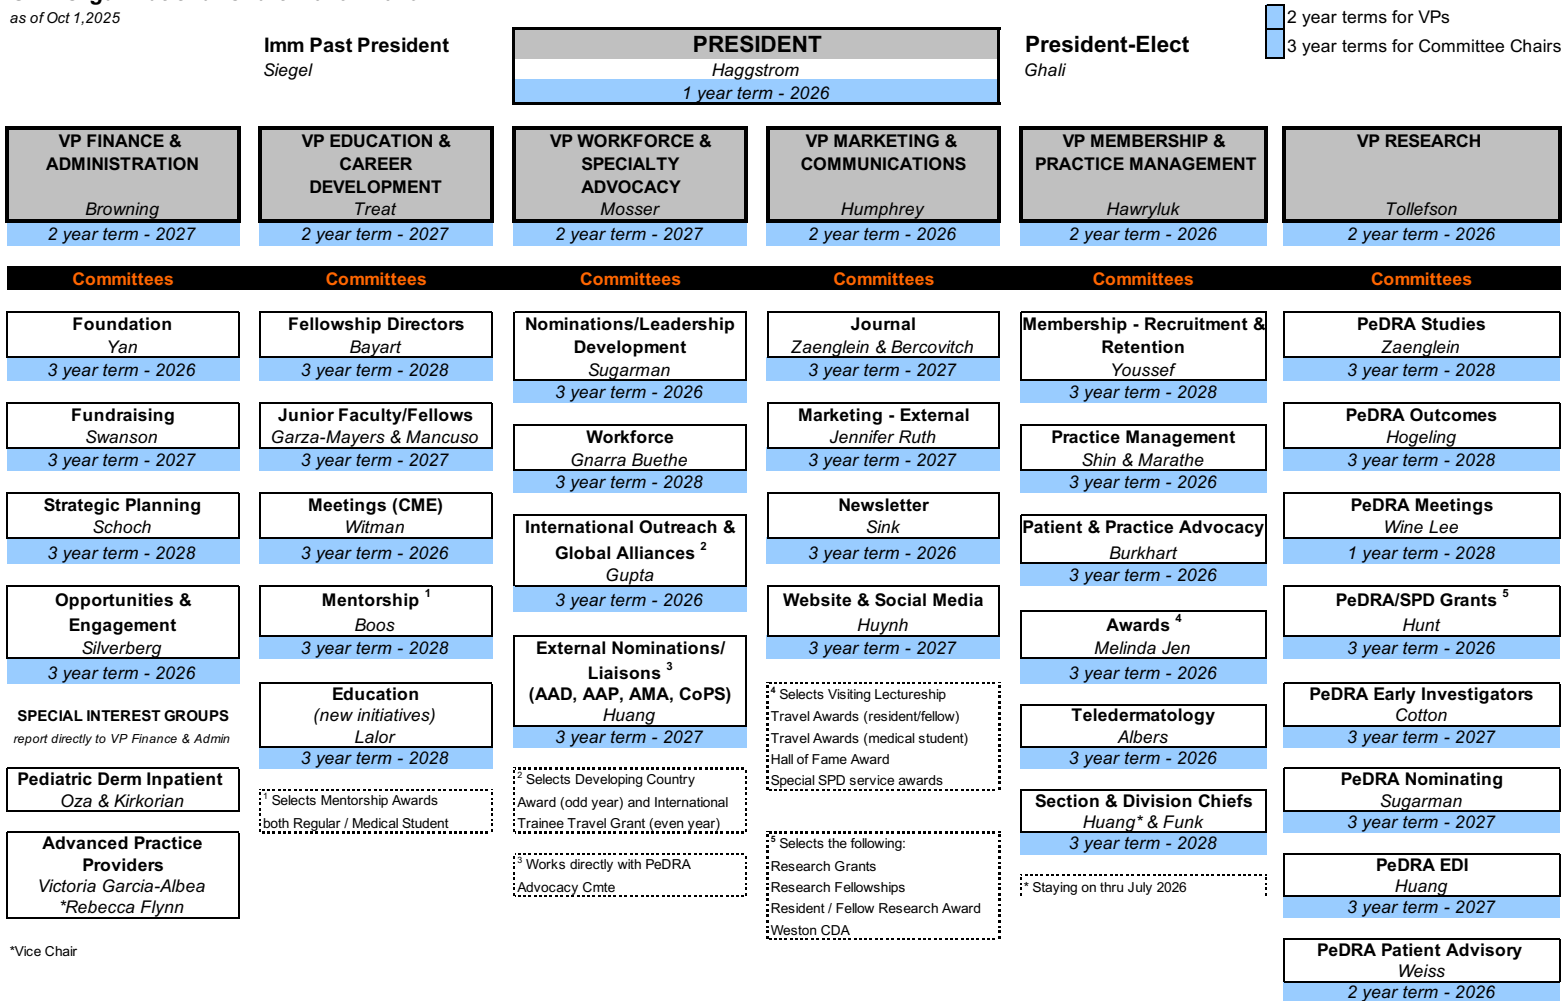 as of Oct 1,2025
2 year terms for VPs
3 year terms for Committee Chairs
Imm Past President
Siegel
PRESIDENT
Haggstrom
1 year term - 2026
President-Elect
Ghali
VP FINANCE &
ADMINISTRATION
Browning
2 year term - 2027
VP EDUCATION &
CAREER
DEVELOPMENT
Treat
2 year term - 2027
VP WORKFORCE &
SPECIALTY
ADVOCACY
Mosser
2 year term - 2027
VP MARKETING &
COMMUNICATIONS
Humphrey
2 year term - 2026
VP MEMBERSHIP &
PRACTICE MANAGEMENT
Hawryluk
2 year term - 2026
VP RESEARCH
Tollefson
2 year term - 2026
Committees
Committees
Committees
Committees
Committees
Committees
Foundation
Yan
3 year term - 2026
Fundraising
Swanson
3 year term - 2027
Strategic Planning
Schoch
3 year term - 2028
Opportunities &
Engagement
Silverberg
3 year term - 2026
SPECIAL INTEREST GROUPS
report directly to VP Finance & Admin
Pediatric Derm Inpatient
Oza & Kirkorian
Advanced Practice
Providers
Victoria Garcia-Albea
*Rebecca Flynn
*Vice Chair
Fellowship Directors
Bayart
3 year term - 2028
Junior Faculty/Fellows
Garza-Mayers & Mancuso
3 year term - 2027
Meetings (CME)
Witman
3 year term - 2026
Mentorship 1
Boos
3 year term - 2028
Education
(new initiatives)
Lalor
3 year term - 2028
1 Selects Mentorship Awards
both Regular / Medical Student
Nominations/Leadership
Development
Sugarman
3 year term - 2026
Workforce
Gnarra Buethe
3 year term - 2028
International Outreach &
Global Alliances 2
Gupta
3 year term - 2026
External Nominations/
Liaisons 3
(AAD, AAP, AMA, CoPS)
Huang
3 year term - 2027
2 Selects Developing Country
Award (odd year) and International
Trainee Travel Grant (even year)
3 Works directly with PeDRA
Advocacy Cmte
Journal
Zaenglein & Bercovitch
3 year term - 2027
Marketing - External
Jennifer Ruth
3 year term - 2027
Newsletter
Sink
3 year term - 2026
Website & Social Media
Huynh
3 year term - 2027
4 Selects Visiting Lectureship
Travel Awards (resident/fellow)
Travel Awards (medical student)
Hall of Fame Award
Special SPD service awards
5 Selects the following:
Research Grants
Research Fellowships
Resident / Fellow Research Award
Weston CDA
Membership - Recruitment &
Retention
Youssef
3 year term - 2028
Practice Management
Shin & Marathe
3 year term - 2026
Patient & Practice Advocacy
Burkhart
3 year term - 2026
Awards 4
Melinda Jen
3 year term - 2026
Teledermatology
Albers
3 year term - 2026
Section & Division Chiefs
Huang* & Funk
3 year term - 2028
* Staying on thru July 2026
PeDRA Studies
Zaenglein
3 year term - 2028
PeDRA Outcomes
Hogeling
3 year term - 2028
PeDRA Meetings
Wine Lee
1 year term - 2028
PeDRA/SPD Grants 5
Hunt
3 year term - 2026
PeDRA Early Investigators
Cotton
3 year term - 2027
PeDRA Nominating
Sugarman
3 year term - 2027
PeDRA EDI
Huang
3 year term - 2027
PeDRA Patient Advisory
Weiss
2 year term - 2026